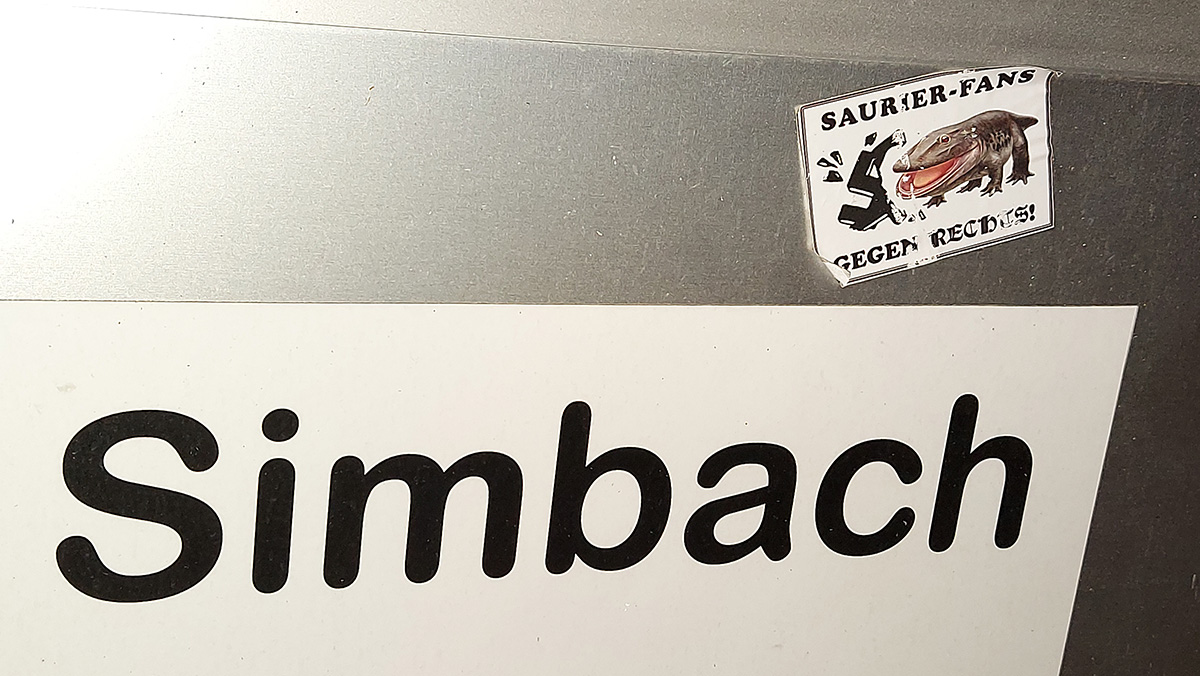 SAURIER-FANS
GEGEN RECHTS!
Simbach